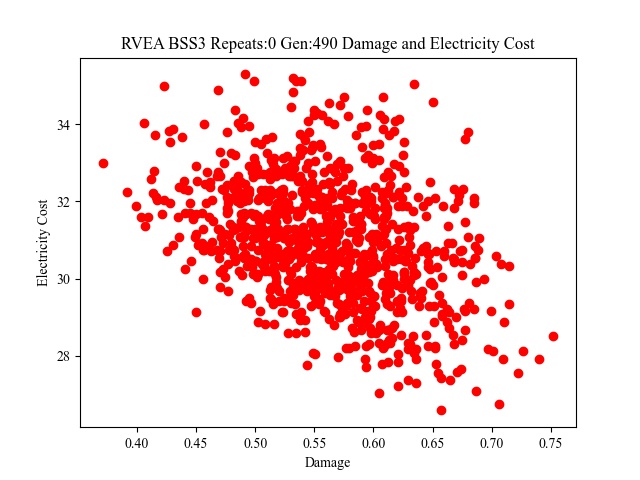 RVEA BSS3 Repeats:0 Gen:490 Damage and Electricity Cost
34
32
30
28
Electricity Cost
0.40 0.45 0.50 0.55 0.60 0.65 0.70 0.75
Damage